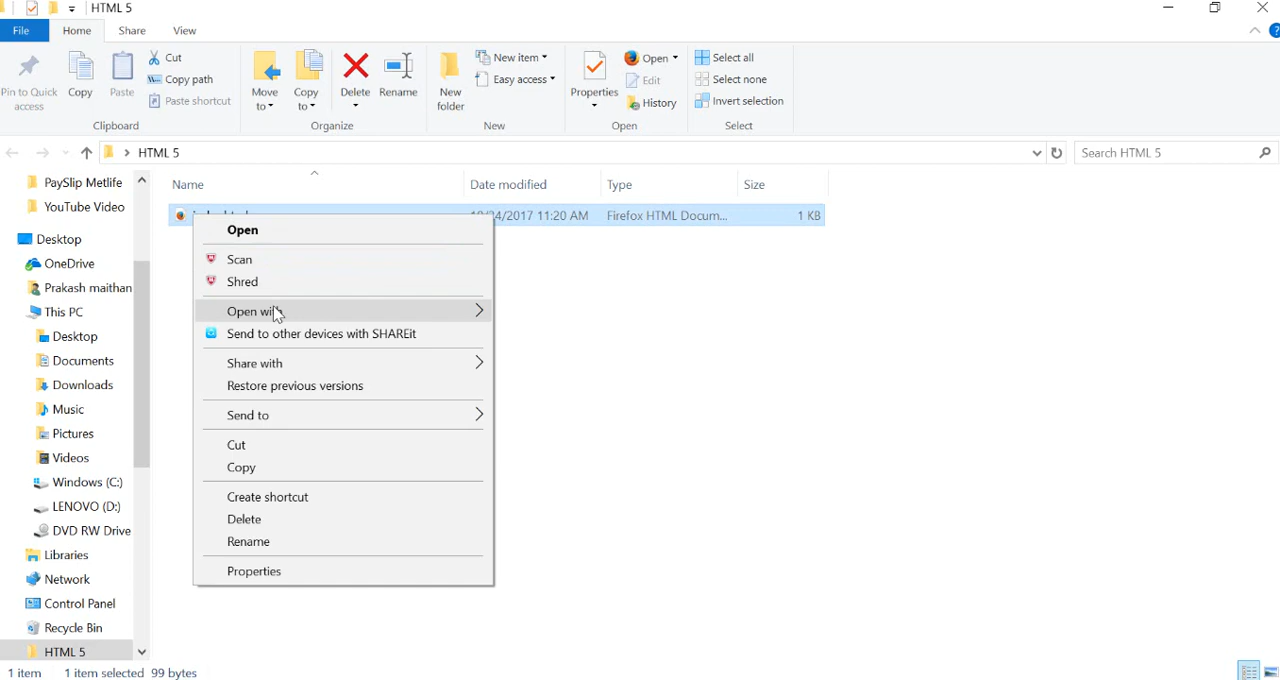 HTML 5
File Home Share View
Pin to Quick access
Copy
Paste
Cut
Copy path
Paste shortcut
Clipboard
Move to
Copy to
Delete
Rename
Organize
New folder
New item
Easy access
New
Properties
Open
Edit
History
Open
Select all
Select none
Invert selection
Select
HTML 5
Search HTML 5
PaySlip Metlife
YouTube Video
Desktop
OneDrive
Prakash maithan
This PC
Desktop
Documents
Downloads
Music
Pictures
Videos
Windows (C:)
LENOVO (D:)
DVD RW Drive
Libraries
Network
Control Panel
Recycle Bin
HTML 5
Name Date modified Type Size
11:20 AM Firefox HTML Docum... 1 KB
Open
Scan
Shred
Open
Send to other devices with SHAREit
Share with
Restore previous versions
Send to
Cut
Copy
Create shortcut
Delete
Rename
Properties
1 item 1 item selected 99 bytes